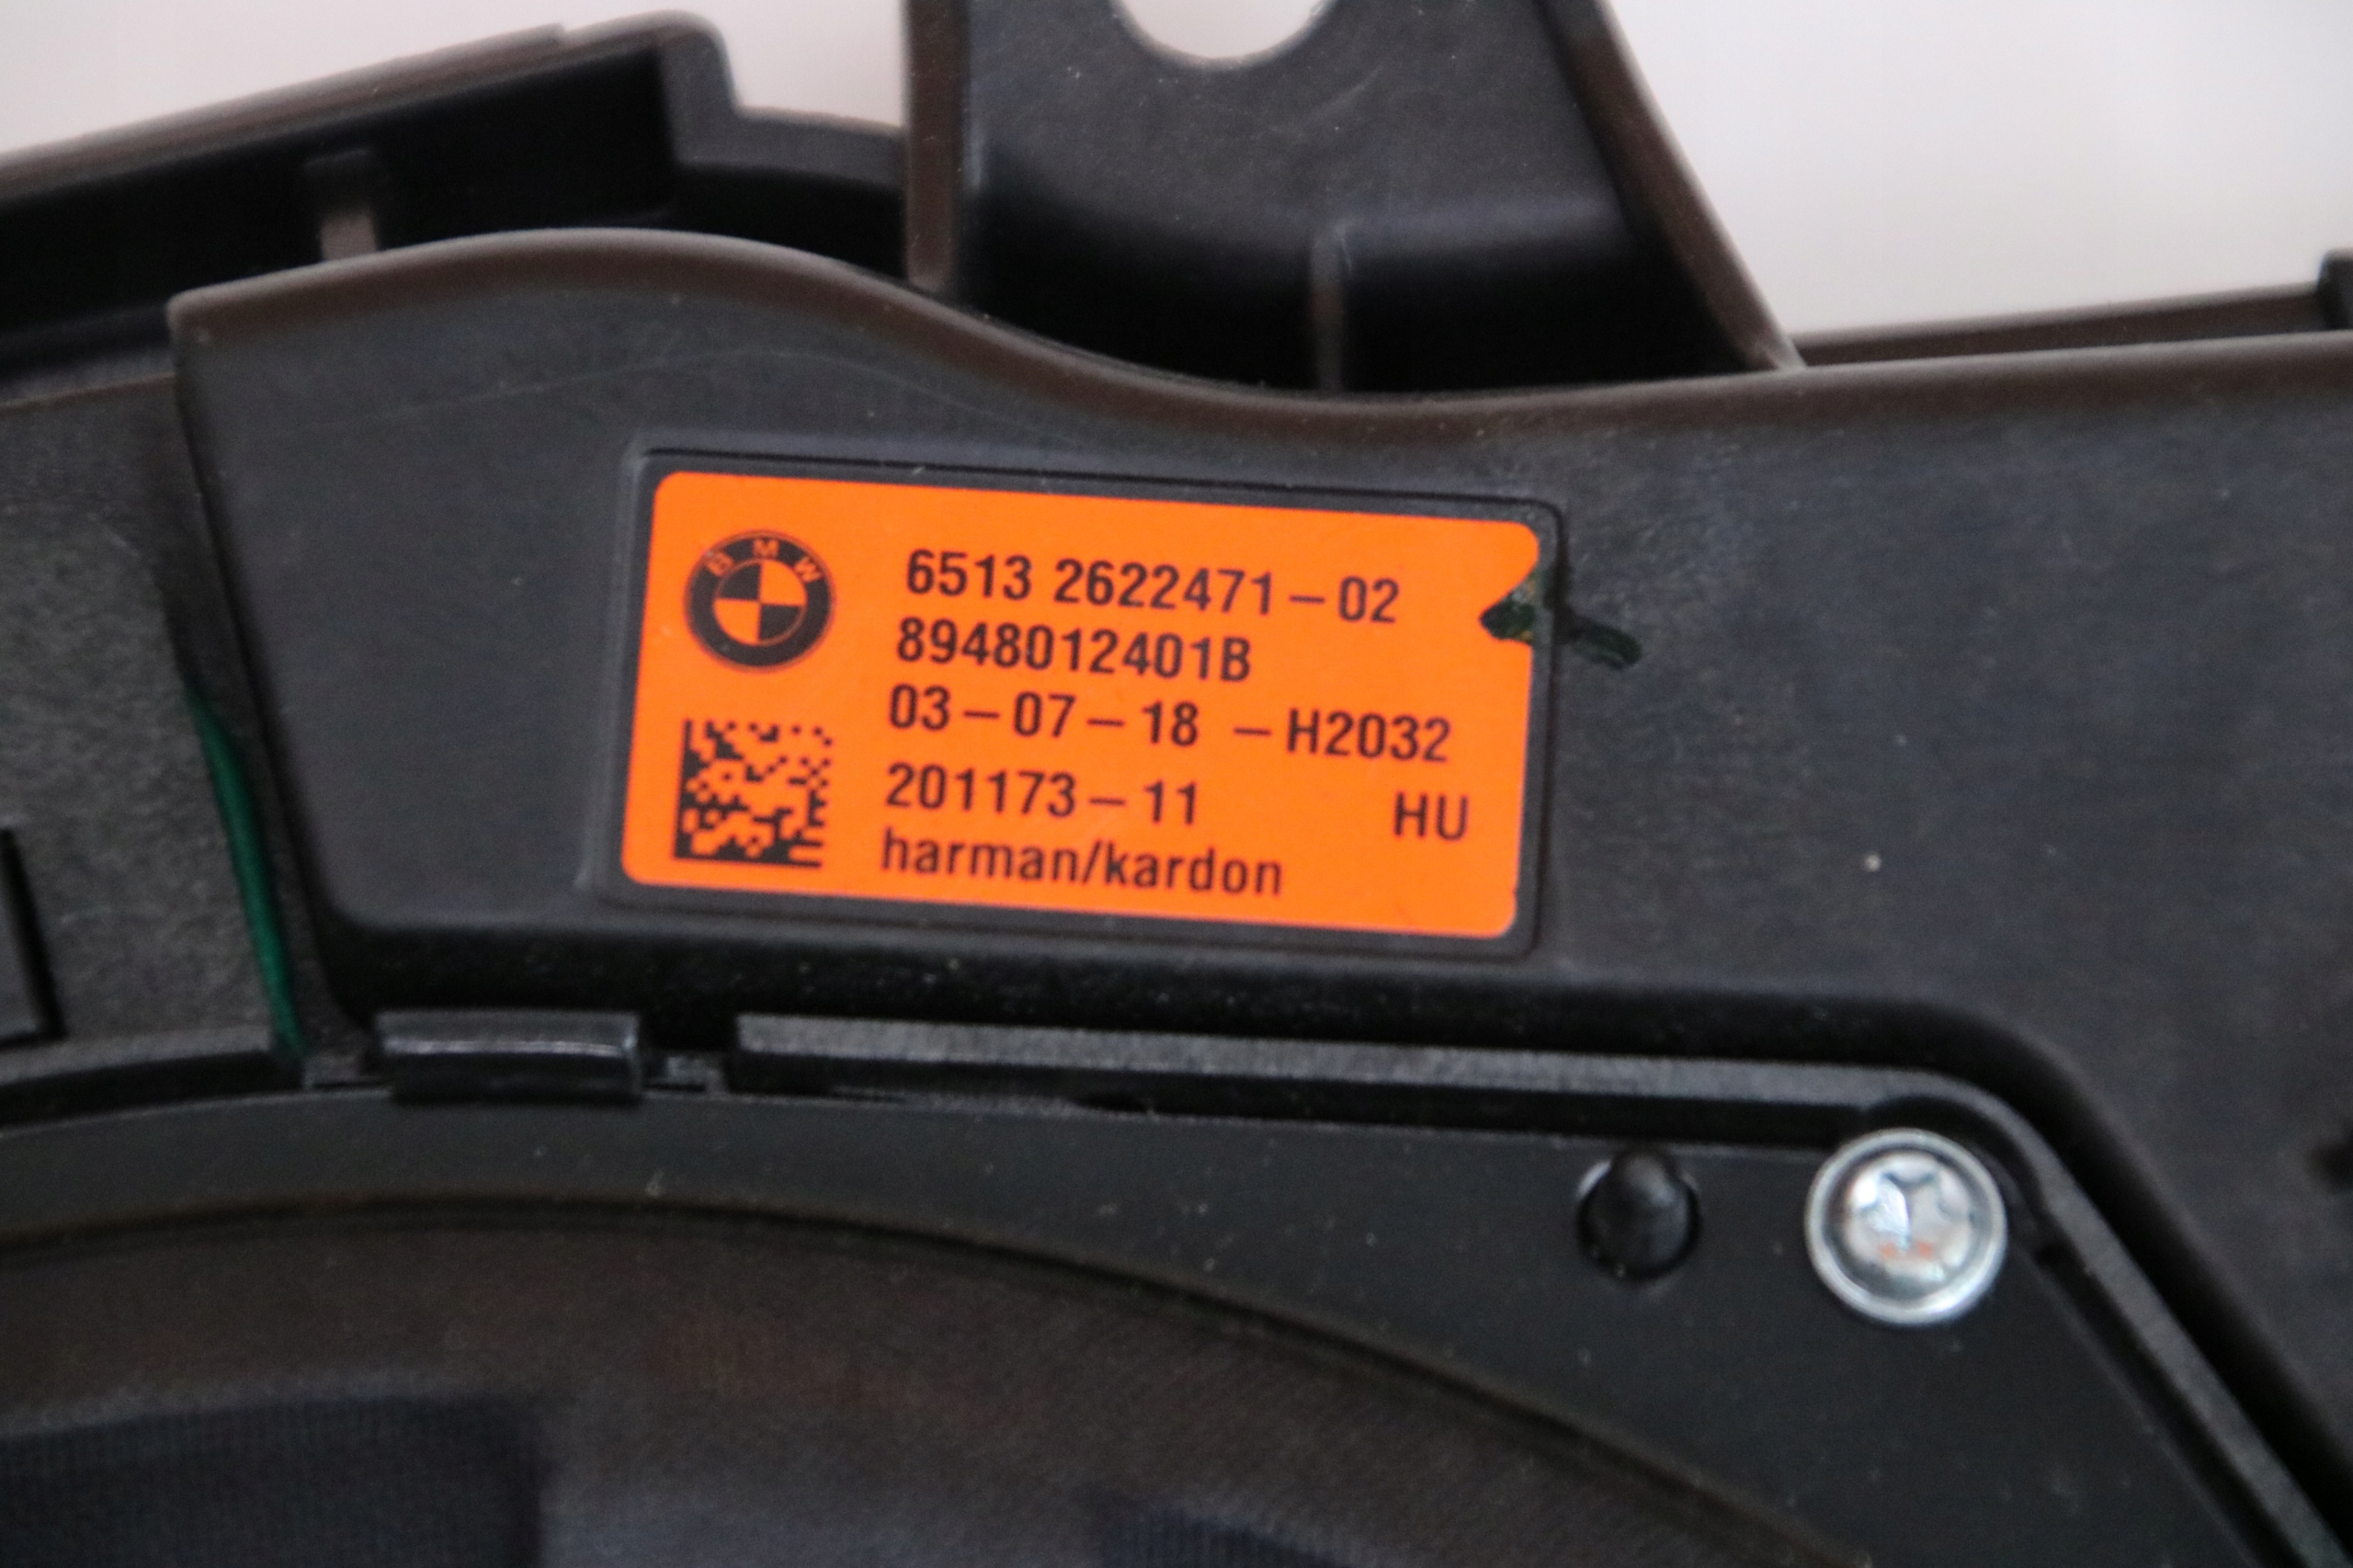 BMW
6513 2622471-02
8948012401B
03-07-18 -H2032
201173-11 HU
harman/kardon